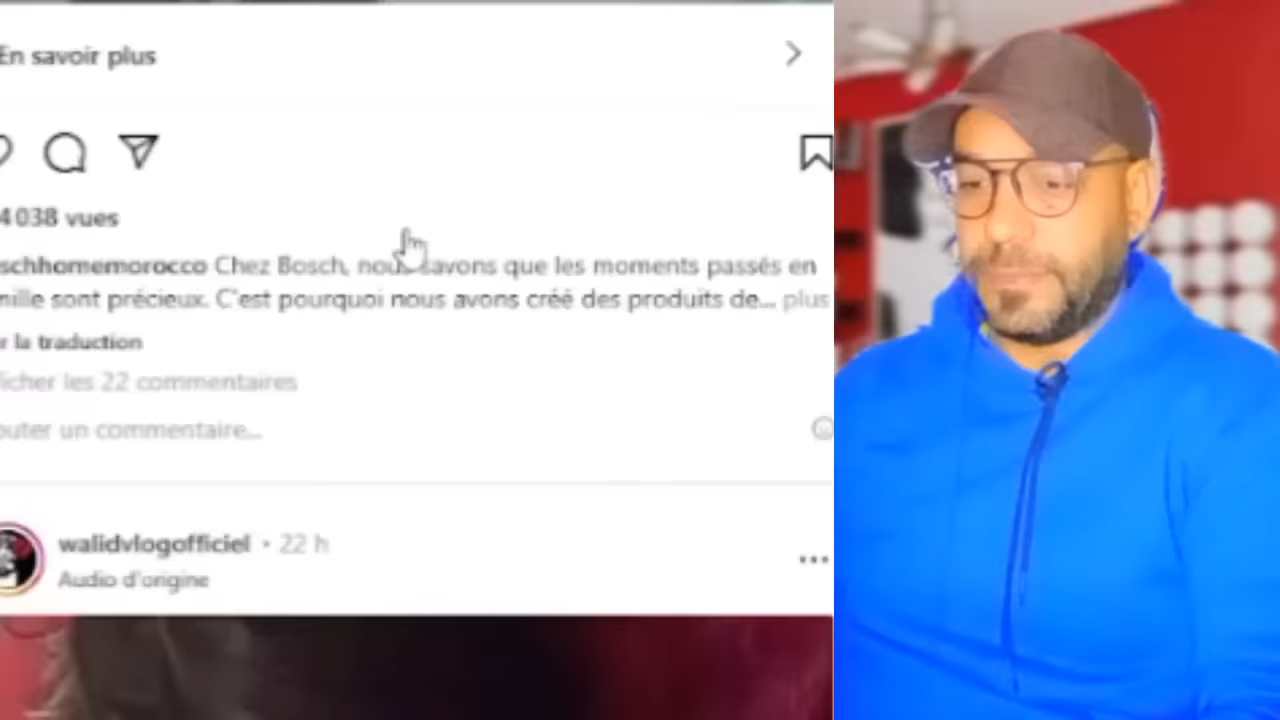 En savoir plus
4 038 vues
schhomemorocco Chez Bosch, nous savons que les moments passés en
mille sont précieux. C'est pourquoi nous avons créé des produits de... plus
r la traduction
icher les 22 commentaires
outer un commentaire...
walidvlogofficiel • 22 h
Audio d'origine